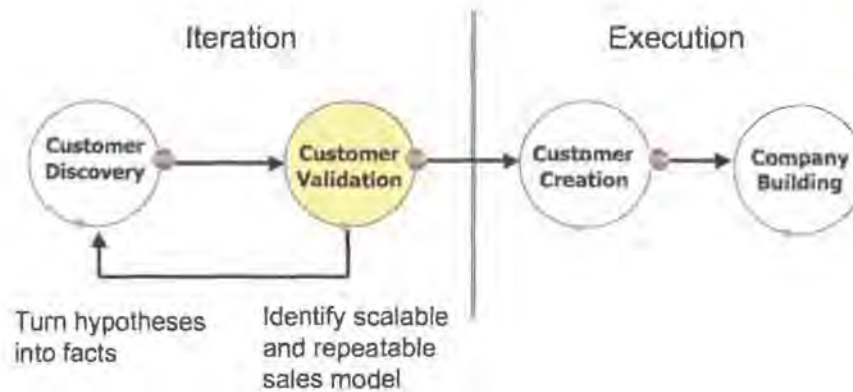 Iteration
Execution
Customer
Discovery
Customer
Validation
Customer
Creation
Company
Building
Turn hypotheses
into facts
Identify scalable
and repeatable
sales model